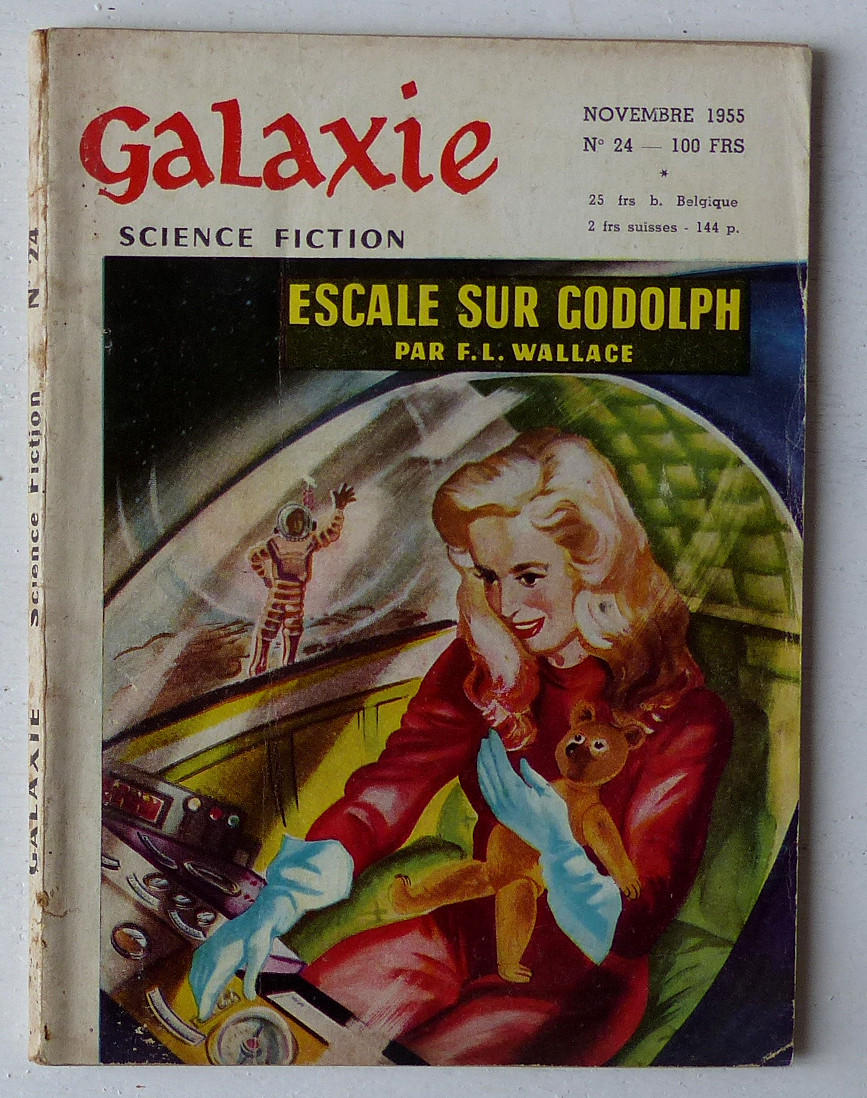 Galaxie
SCIENCE FICTION
NOVEMBRE 1955
N° 24 — 100 FRS
*
25 frs b. Belgique
2 frs suisses - 144 p.
ESCALE SUR GODOLPH
PAR F.L. WALLACE
GALAXIE Science Fiction N° 24